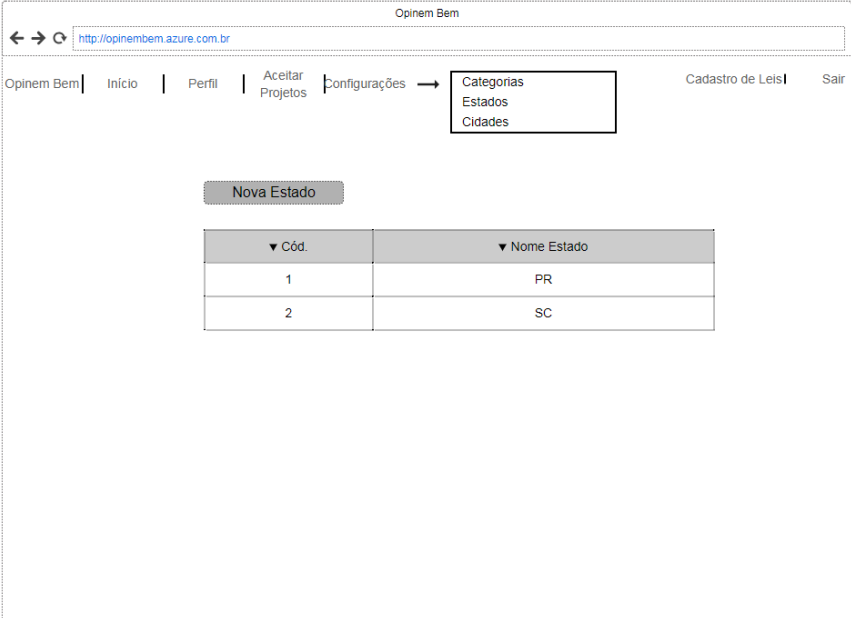 Opinem Bem
http://opinembem.azure.com.br
Opinem Bem Início Perfil Aceitar Projetos Configurações Categorias Cadastro de Leis Sair
Estados
Cidades
Nova Estado
▼ Cód. ▼ Nome Estado
1 PR
2 SC